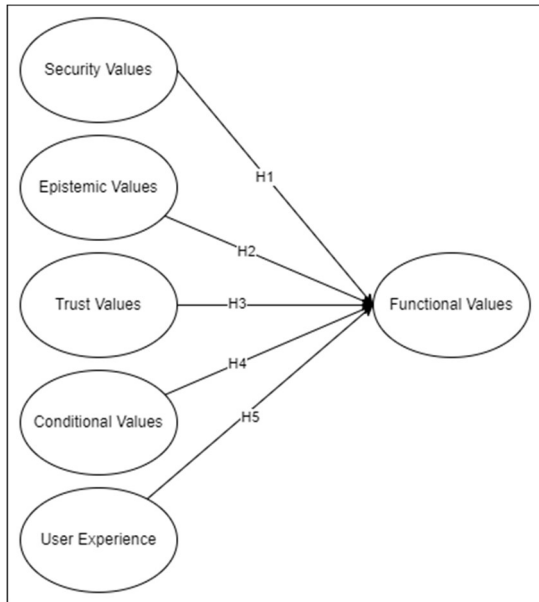 Security Values
H1
Epistemic Values
H2
Trust Values
H3
Functional Values
H4
Conditional Values
H5
User Experience